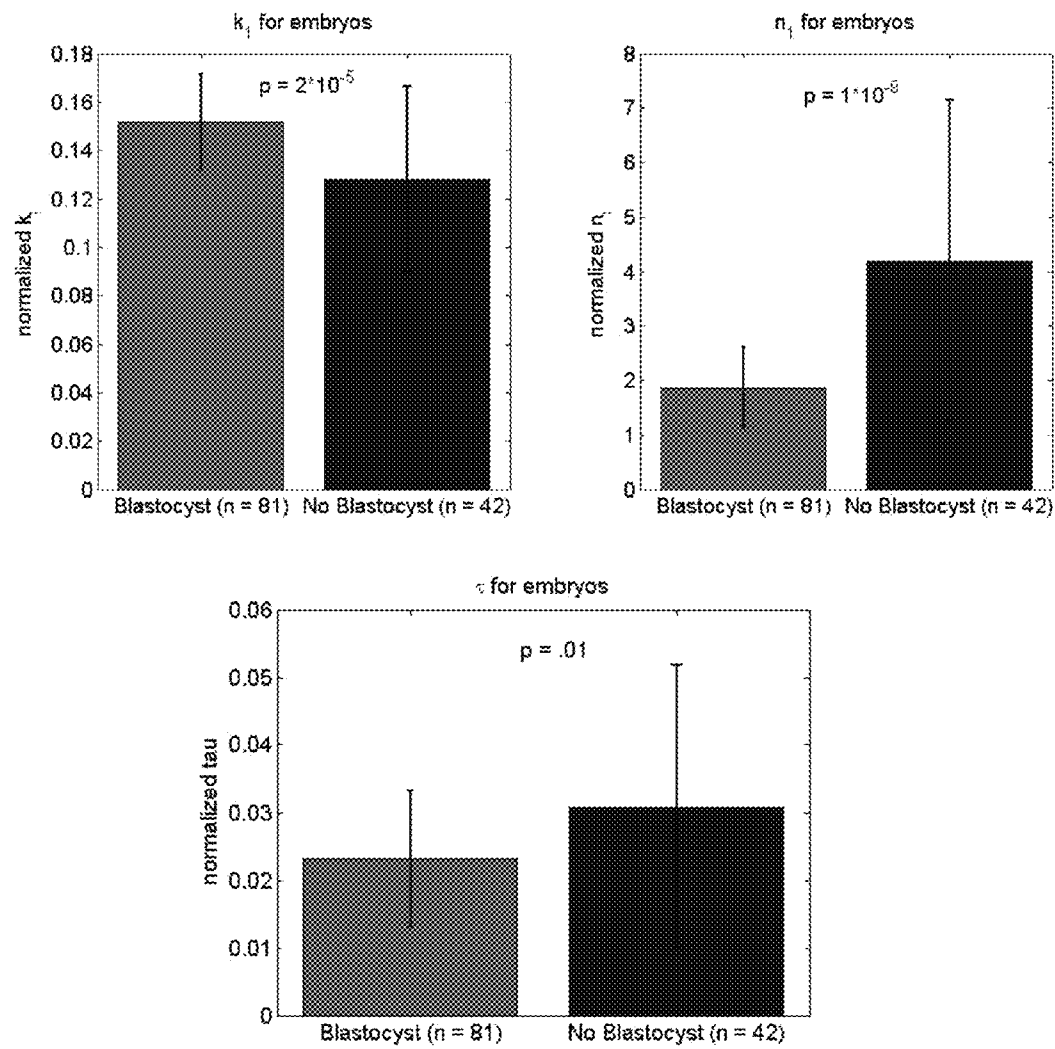 k₁ for embryos
0.18
0.16
0.14
0.12
0.1
0.08
0.06
0.04
0.02
0
normalized k₁
p = 2*10⁻⁵
Blastocyst (n = 81) No Blastocyst (n = 42)
n₁ for embryos
8
7
6
5
4
3
2
1
0
normalized n₁
p =
Blastocyst (n = 81) No Blastocyst (n = 42)
τ for embryos
0.06
0.05
0.04
0.03
0.02
0.01
0
normalized tau
p = .01
Blastocyst (n = 81) No Blastocyst (n = 42)